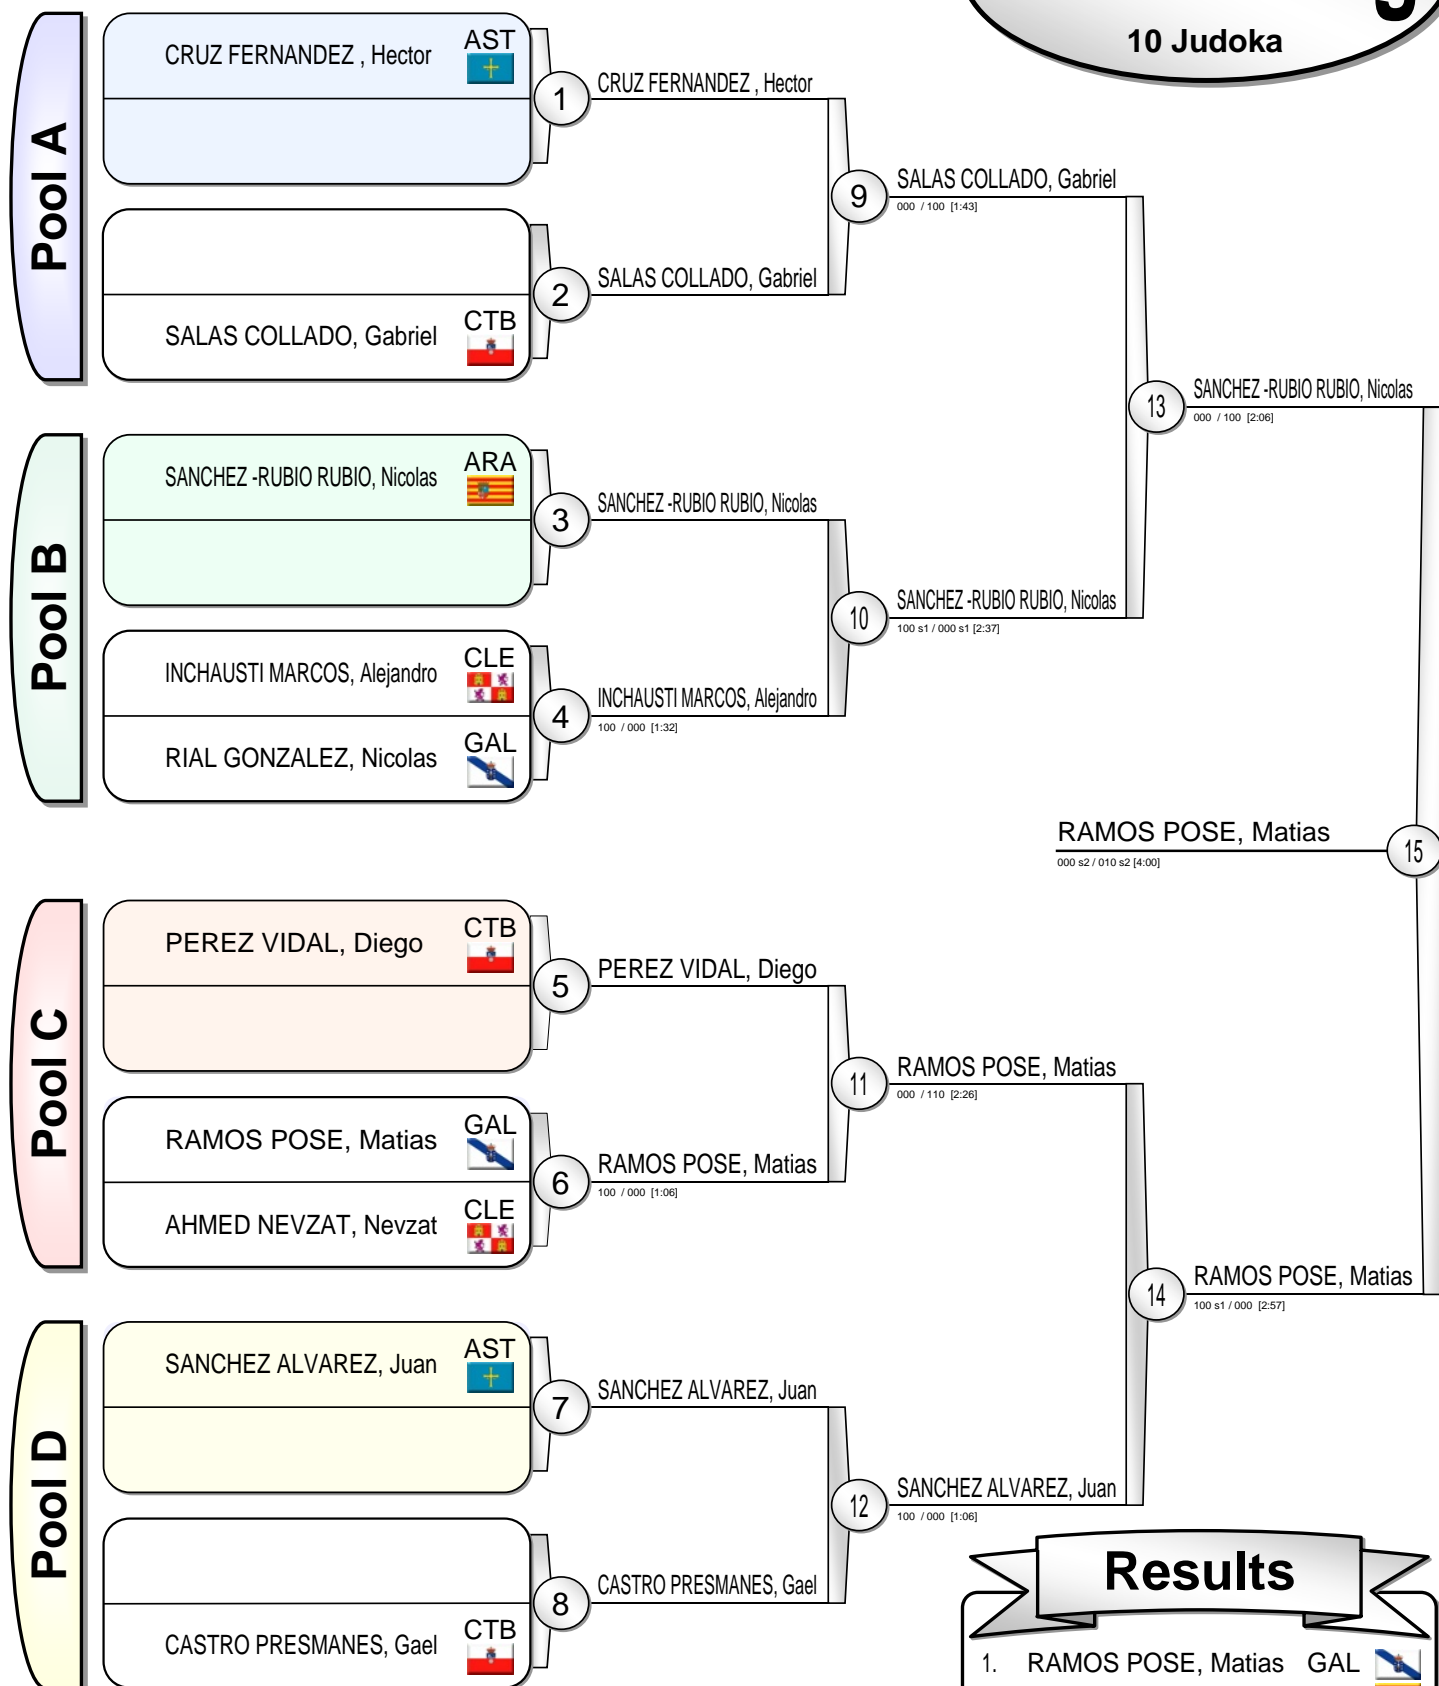 g
10 Judoka
Pool A
CRUZ FERNANDEZ , Hector AST
1
CRUZ FERNANDEZ , Hector
2
SALAS COLLADO, Gabriel
SALAS COLLADO, Gabriel CTB
9
SALAS COLLADO, Gabriel
000 / 100 [1:43]
Pool B
SANCHEZ -RUBIO RUBIO, Nicolas ARA
3
SANCHEZ -RUBIO RUBIO, Nicolas
INCHAUSTI MARCOS, Alejandro CLE
RIAL GONZALEZ, Nicolas GAL
4
INCHAUSTI MARCOS, Alejandro
100 / 000 [1:32]
10
SANCHEZ -RUBIO RUBIO, Nicolas
100 s1 / 000 s1 [2:37]
13
SANCHEZ -RUBIO RUBIO, Nicolas
000 / 100 [2:06]
RAMOS POSE, Matias
000 s2 / 010 s2 [4:00]
15
Pool C
PEREZ VIDAL, Diego CTB
5
PEREZ VIDAL, Diego
RAMOS POSE, Matias GAL
AHMED NEVZAT, Nevzat CLE
6
RAMOS POSE, Matias
100 / 000 [1:06]
11
RAMOS POSE, Matias
000 / 110 [2:26]
14
RAMOS POSE, Matias
100 s1 / 000 [2:57]
Pool D
SANCHEZ ALVAREZ, Juan AST
7
SANCHEZ ALVAREZ, Juan
8
CASTRO PRESMANES, Gael
CASTRO PRESMANES, Gael CTB
12
SANCHEZ ALVAREZ, Juan
100 / 000 [1:06]
Results
1. RAMOS POSE, Matias GAL